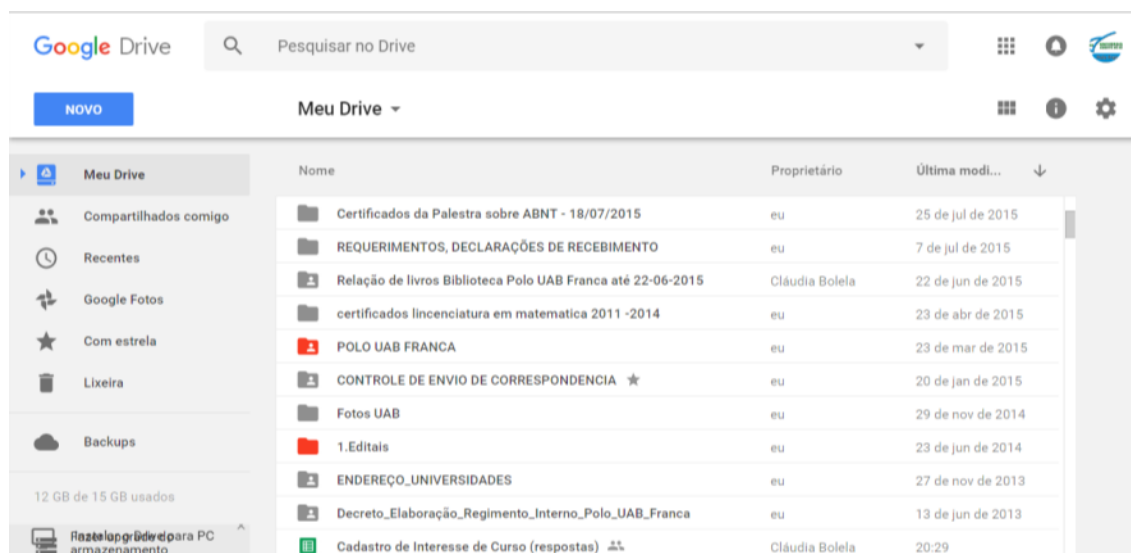 Google Drive
Pesquisar no Drive
NOVO
Meu Drive
Meu Drive
Compartilhados comigo
Recentes
Google Fotos
Com estrela
Lixeira
Backups
12 GB de 15 GB usados
para PC
armazenamento
Nome Proprietário Última modi...
Certificados da Palestra sobre ABNT - 18/07/2015 eu 25 de jul de 2015
REQUERIMENTOS, DECLARAÇÕES DE RECEBIMENTO eu 7 de jul de 2015
Relação de livros Biblioteca Polo UAB Franca até 22-06-2015 Cláudia Bolela 22 de jun de 2015
certificados lincenciatura em matematica 2011 -2014 eu 23 de abr de 2015
POLO UAB FRANCA eu 23 de mar de 2015
CONTROLE DE ENVIO DE CORRESPONDENCIA eu 20 de jan de 2015
Fotos UAB eu 29 de nov de 2014
1.Editais eu 23 de jun de 2014
ENDEREÇO_UNIVERSIDADES eu 27 de nov de 2013
Decreto_Elaboração_Regimento_Interno_Polo_UAB_Franca eu 13 de jun de 2013
Cadastro de Interesse de Curso (respostas) Cláudia Bolela 20:29